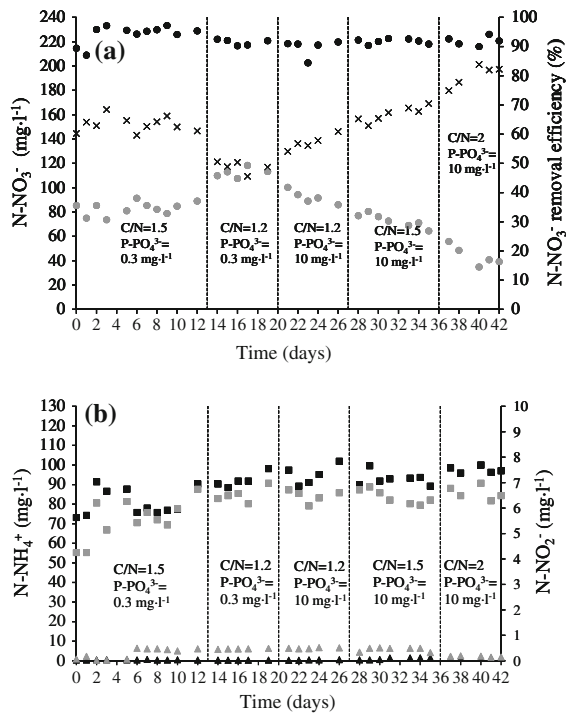 (a)
N-NO₃⁻ (mg·l⁻¹)
N-NO₃⁻ removal efficiency (%)
240
220
200
180
160
140
120
100
80
60
40
20
0
100
90
80
70
60
50
40
30
20
10
0
C/N=1.5
P-PO₄³⁻=
0.3 mg·l⁻¹
C/N=1.2
P-PO₄³⁻=
0.3 mg·l⁻¹
C/N=1.2
P-PO₄³⁻=
10 mg·l⁻¹
C/N=1.5
P-PO₄³⁻=
10 mg·l⁻¹
C/N=2
P-PO₄³⁻=
10 mg·l⁻¹
0 2 4 6 8 10 12 14 16 18 20 22 24 26 28 30 32 34 36 38 40 42
Time (days)
(b)
N-NH₄⁺ (mg·l⁻¹)
N-NO₂⁻ (mg·l⁻¹)
130
120
110
100
90
80
70
60
50
40
30
20
10
0
10
9
8
7
6
5
4
3
2
1
0
C/N=1.5
P-PO₄³⁻=
0.3 mg·l⁻¹
C/N=1.2
P-PO₄³⁻=
0.3 mg·l⁻¹
C/N=1.2
P-PO₄³⁻=
10 mg·l⁻¹
C/N=1.5
P-PO₄³⁻=
10 mg·l⁻¹
C/N=2
P-PO₄³⁻=
10 mg·l⁻¹
0 2 4 6 8 10 12 14 16 18 20 22 24 26 28 30 32 34 36 38 40 42
Time (days)